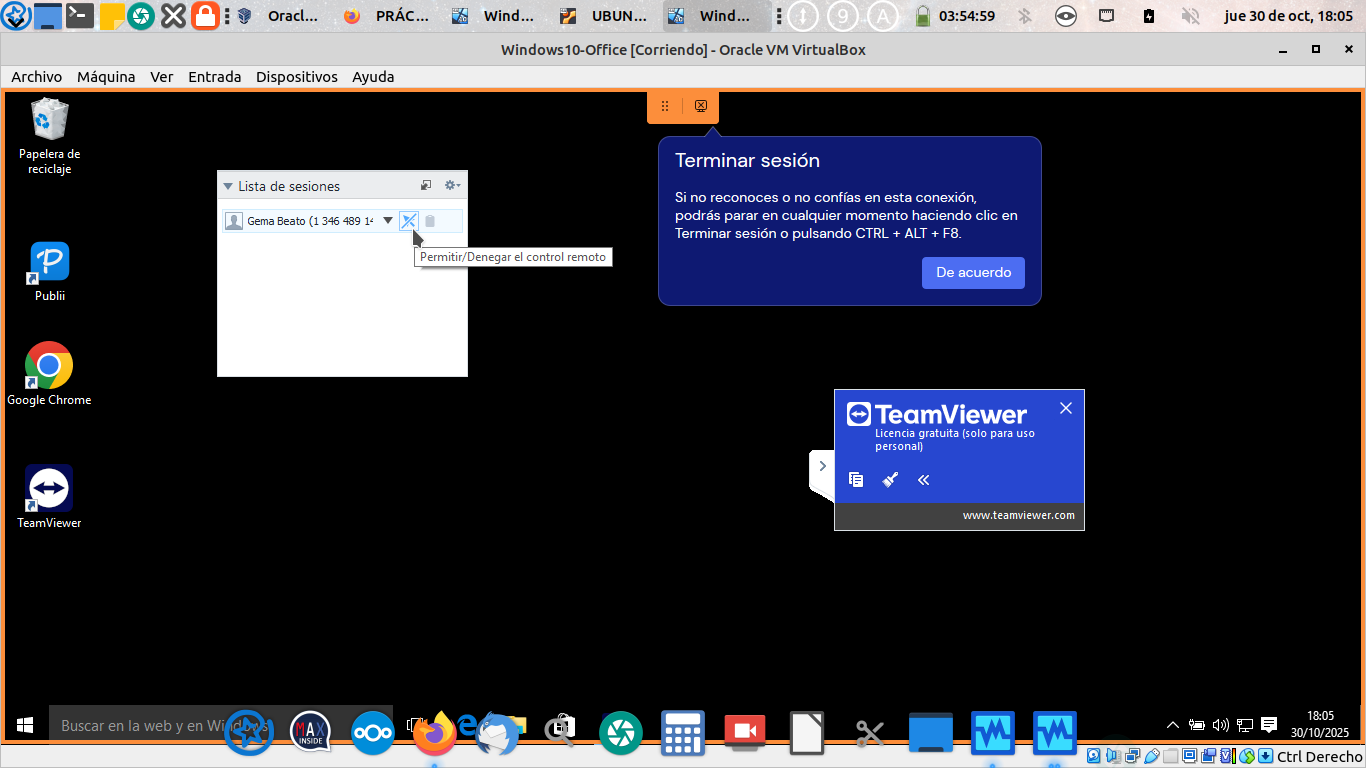 Oracl...
PRÁC...
Wind...
UBUN...
Wind...
9
A
03:54:59
jue 30 de oct, 18:05
Windows10-Office [Corriendo] - Oracle VM VirtualBox
Archivo Máquina Ver Entrada Dispositivos Ayuda
Papelera de
reciclaje
Publii
Google Chrome
TeamViewer
Lista de sesiones
Gema Beato (1 346 489 14
Permitir/Denegar el control remoto
Terminar sesión
Si no reconoces o no confías en esta conexión,
podrás parar en cualquier momento haciendo clic en
Terminar sesión o pulsando CTRL + ALT + F8.
De acuerdo
TeamViewer
Licencia gratuita (solo para uso
personal)
www.teamviewer.com
Buscar en la web y en Windows
MAX
INSIDE
18:05
30/10/2025
Ctrl Derecho